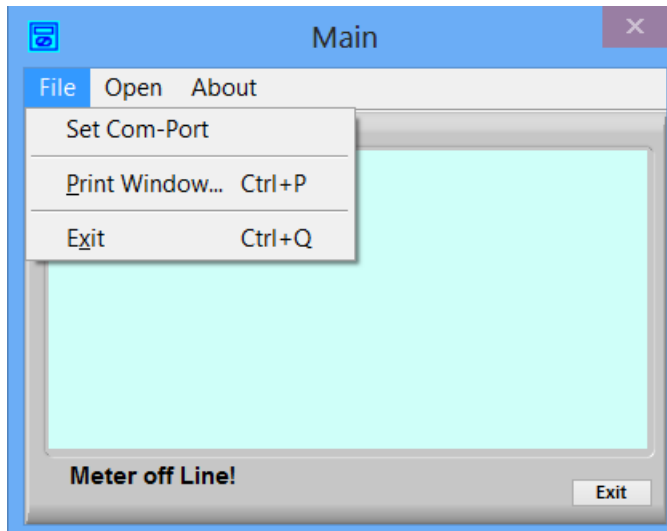 Main
File Open About
Set Com-Port
Print Window... Ctrl+P
Exit Ctrl+Q
Meter off Line!
Exit